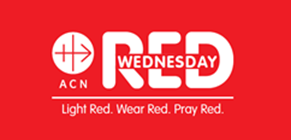 RED
WEDNESDAY
ACN
Light Red. Wear Red. Pray Red.